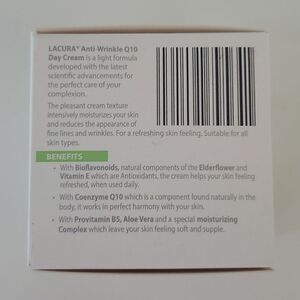 LACURA® Anti-Wrinkle Q10
Day Cream is a light formula
developed with the latest
scientific advancements for
the perfect care of your
complexion.
The pleasant cream texture
intensively moisturizes your skin
and reduces the appearance of
fine lines and wrinkles. For a refreshing skin feeling. Suitable for all
skin types.
BENEFITS
• With Bioflavonoids, natural components of the Elderflower and
Vitamin E which are Antioxidants, the cream helps your skin feeling
refreshed, when used daily.
• With Coenzyme Q10 which is a component found naturally in the
body, it works in perfect harmony with your skin.
• With Provitamin B5, Aloe Vera and a special moisturizing
Complex which leave your skin feeling soft and supple.